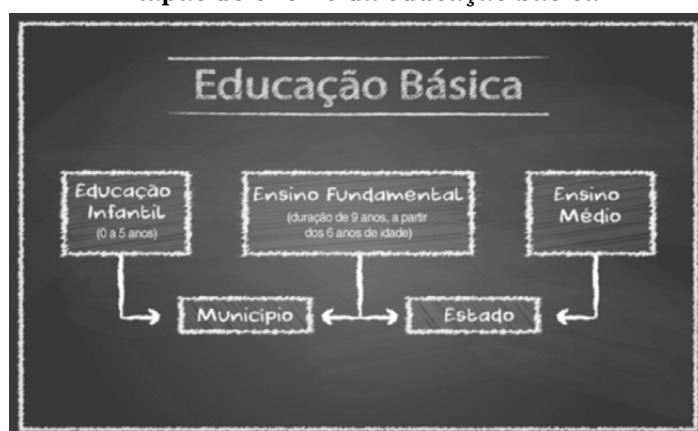 Educação Básica
Educação
Infantil
(0 a 5 anos)
Ensino Fundamental
(duração de 9 anos, a partir
dos 6 anos de idade)
Ensino
Médio
Município
Estado